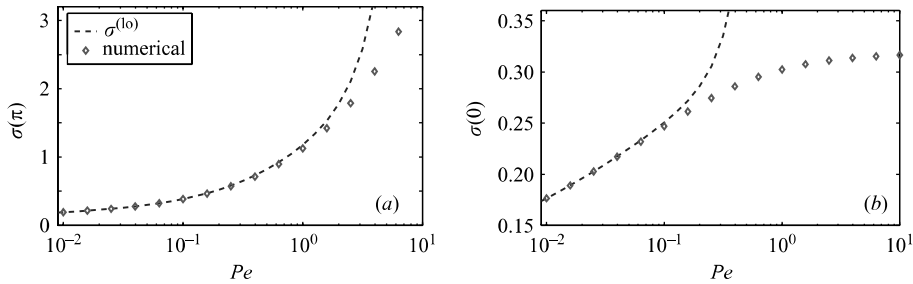 3
2
1
0
σ(π)
σ^(lo)
numerical
(a)
10^−2
10^−1
10^0
10^1
Pe
0.35
0.30
0.25
0.20
0.15
σ(0)
(b)
10^−2
10^−1
10^0
10^1
Pe